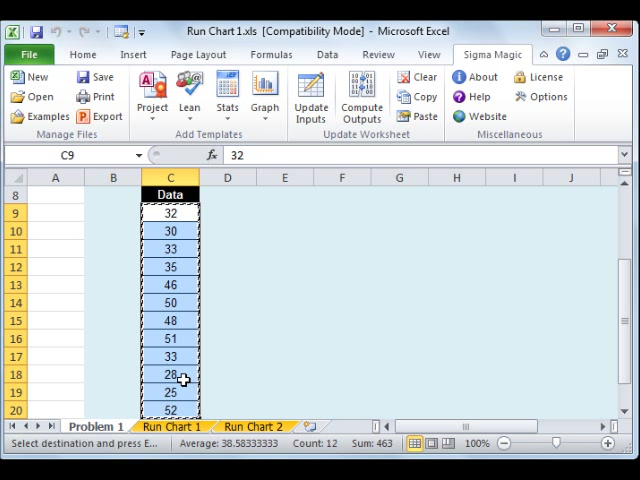 Run Chart 1.xls [Compatibility Mode] - Microsoft Excel
File Home Insert Page Layout Formulas Data Review View Sigma Magic
New Save Project Lean Stats Graph Update Inputs Compute Outputs Clear About License
Open Print Copy Help Options
Examples Export Paste Website
Manage Files Add Templates Update Worksheet Miscellaneous
C9 fx 32
A B C D E F G H I J
8 Data
9 32
10 30
11 33
12 35
13 46
14 50
15 48
16 51
17 33
18 28
19 25
20 52
Problem 1 Run Chart 1 Run Chart 2
Select destination and press E... Average: 38.58333333 Count: 12 Sum: 463 100%